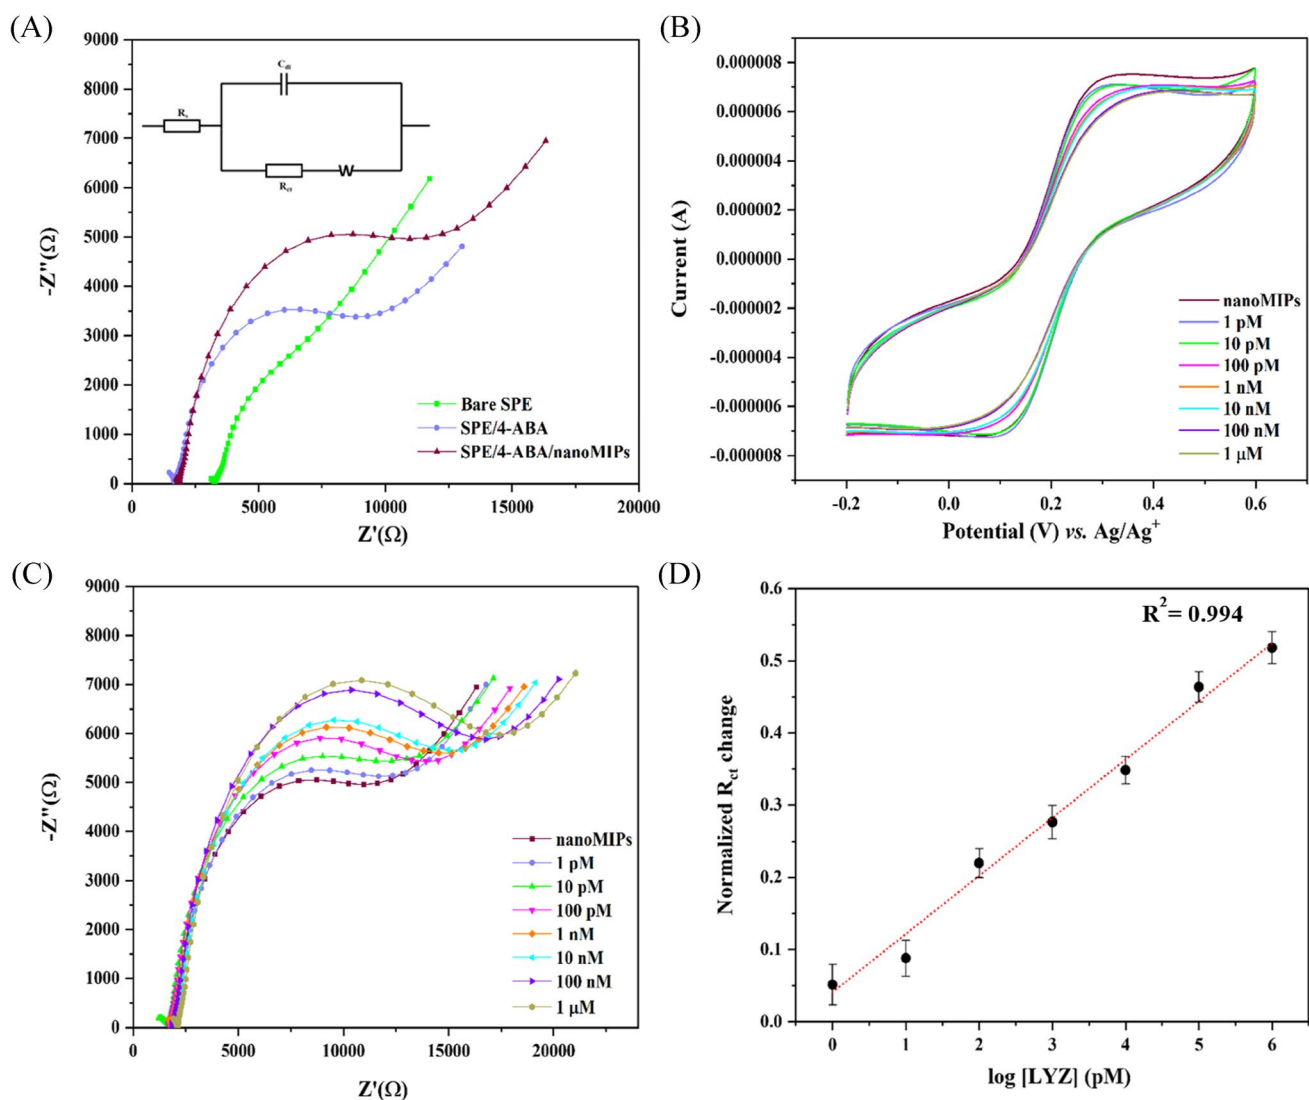 (A)
9000
8000
7000
6000
5000
4000
3000
2000
1000
0
-Z''(Ω)
C_dl
R_s
R_ct
W
Bare SPE
SPE/4-ABA
SPE/4-ABA/nanoMIPs
0 5000 10000 15000 20000
Z'(Ω)
(B)
0.000008
0.000006
0.000004
0.000002
0.000000
-0.000002
-0.000004
-0.000006
-0.000008
Current (A)
nanoMIPs
1 pM
10 pM
100 pM
1 nM
10 nM
100 nM
1 μM
-0.2 0.0 0.2 0.4 0.6
Potential (V) vs. Ag/Ag⁺
(C)
9000
8000
7000
6000
5000
4000
3000
2000
1000
0
-Z''(Ω)
nanoMIPs
1 pM
10 pM
100 pM
1 nM
10 nM
100 nM
1 μM
0 5000 10000 15000 20000
Z'(Ω)
(D)
0.6
0.5
0.4
0.3
0.2
0.1
0.0
Normalized R_ct change
R² = 0.994
0 1 2 3 4 5 6
log [LYZ] (pM)